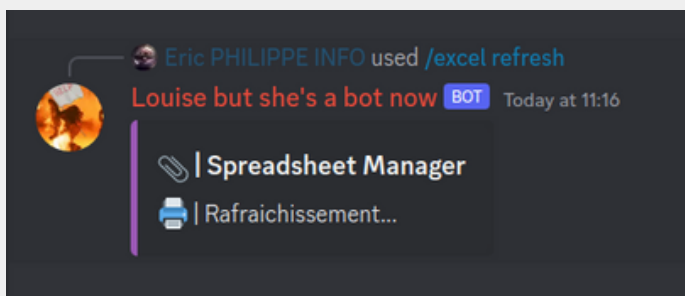 Eric PHILIPPE INFO used /excel refresh
Louise but she's a bot now BOT Today at 11:16
| Spreadsheet Manager
| Rafraichissement...